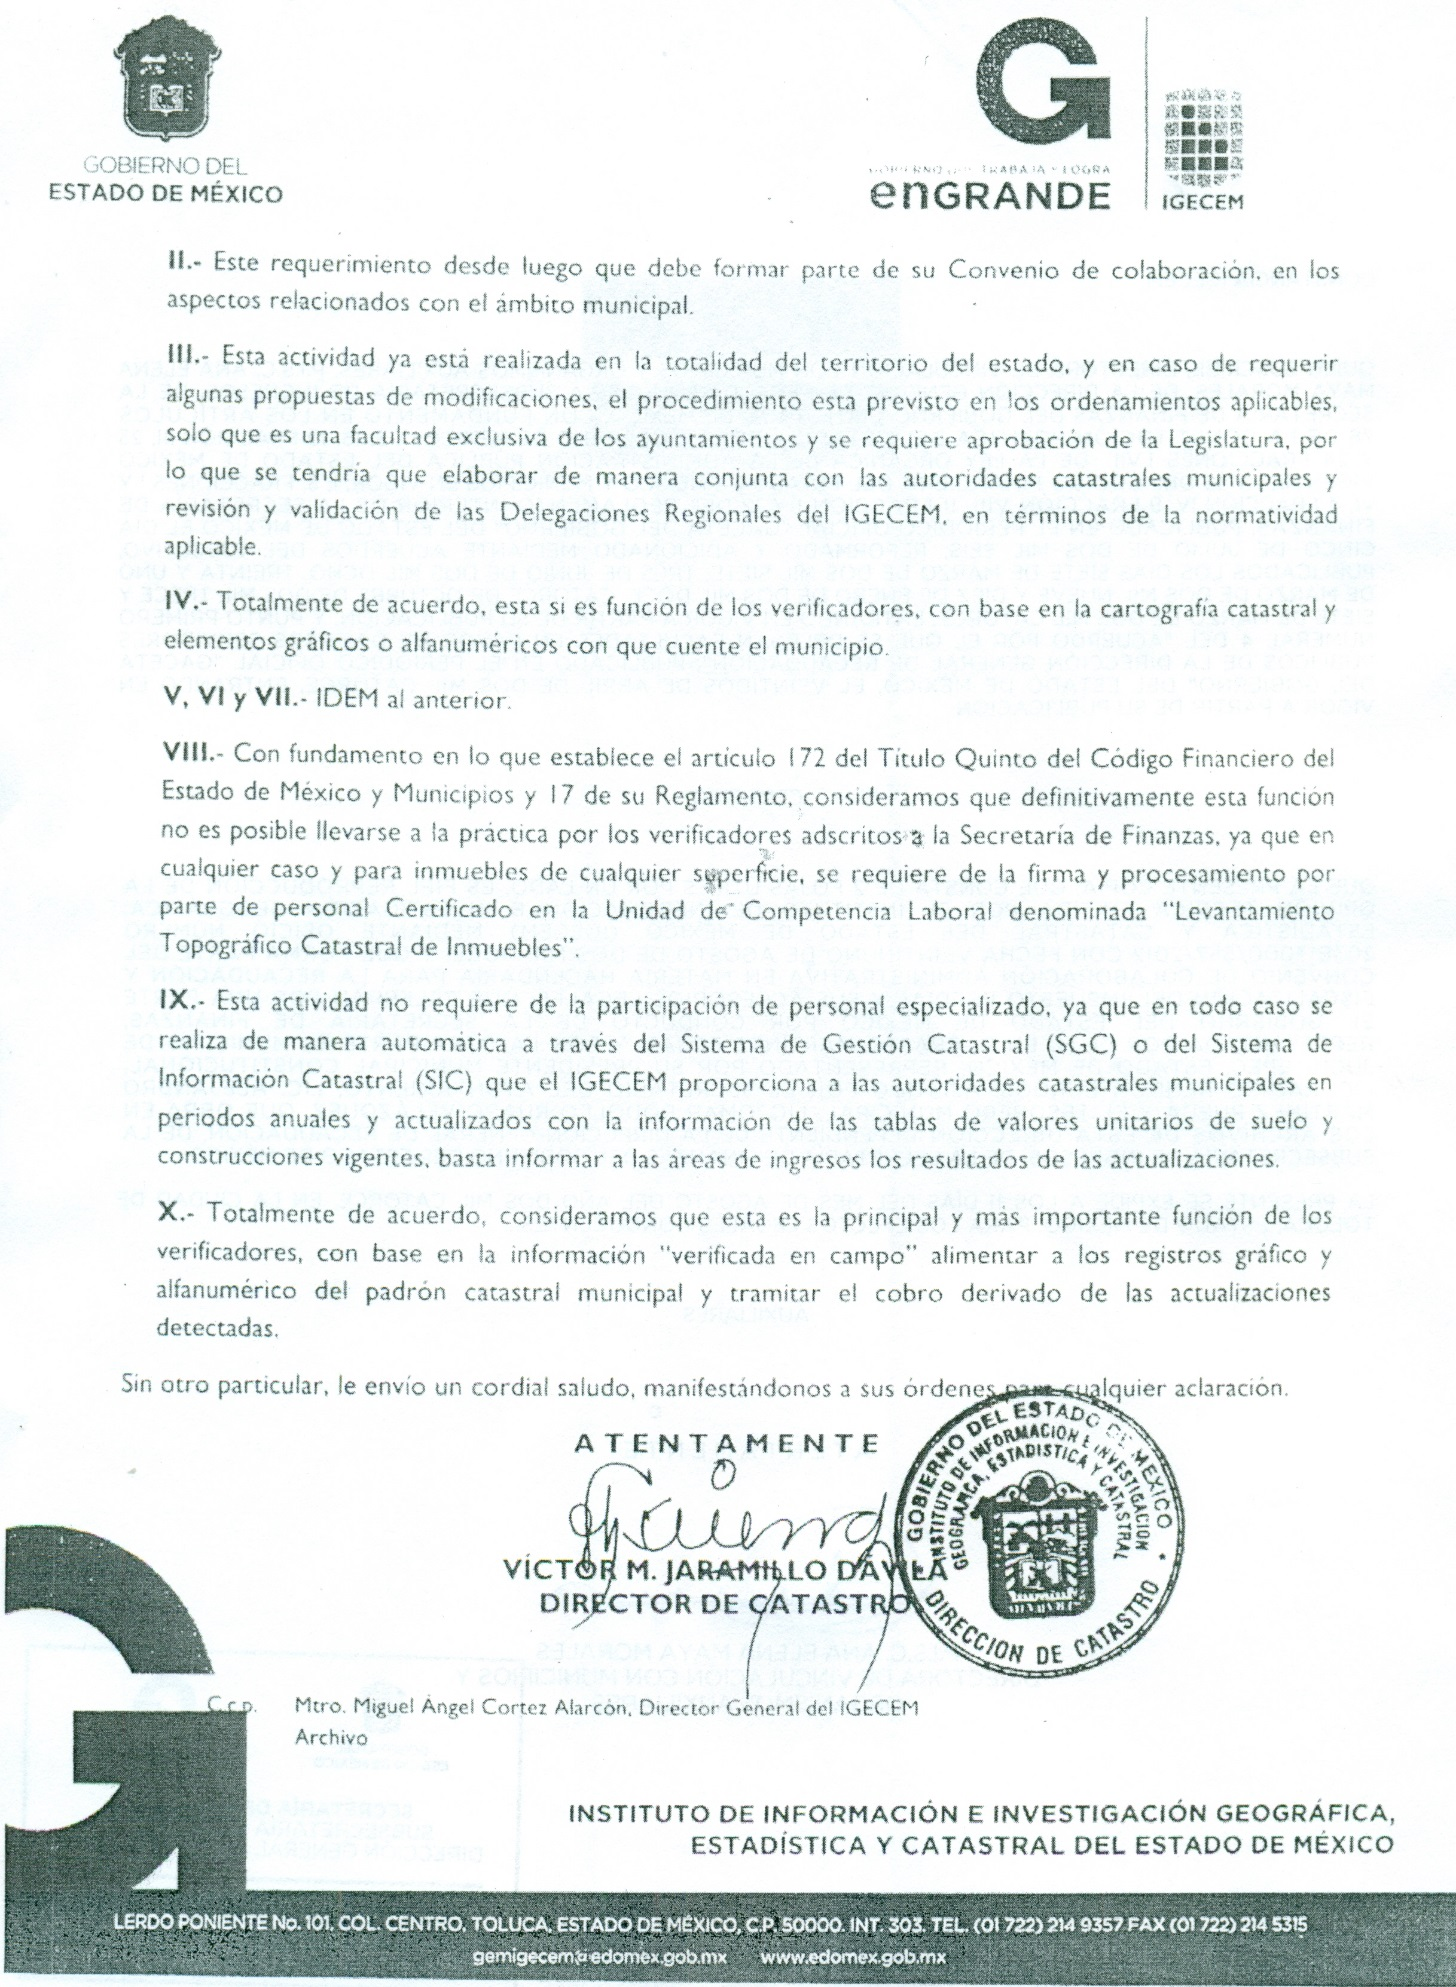 GOBIERNO DEL
ESTADO DE MÉXICO
GOBIERNO QUE TRABAJA Y LOGRA
enGRANDE
IGECEM
II.- Este requerimiento desde luego que debe formar parte de su Convenio de colaboración, en los
aspectos relacionados con el ámbito municipal.
III.- Esta actividad ya está realizada en la totalidad del territorio del estado, y en caso de requerir
algunas propuestas de modificaciones, el procedimiento esta previsto en los ordenamientos aplicables,
solo que es una facultad exclusiva de los ayuntamientos y se requiere aprobación de la Legislatura, por
lo que se tendría que elaborar de manera conjunta con las autoridades catastrales municipales y
revisión y validación de las Delegaciones Regionales del IGECEM, en términos de la normatividad
aplicable.
IV.- Totalmente de acuerdo, esta si es función de los verificadores, con base en la cartografía catastral y
elementos gráficos o alfanuméricos con que cuente el municipio.
V, VI y VII.- IDEM al anterior.
VIII.- Con fundamento en lo que establece el artículo 172 del Título Quinto del Código Financiero del
Estado de México y Municipios y 17 de su Reglamento, consideramos que definitivamente esta función
no es posible llevarse a la práctica por los verificadores adscritos a la Secretaría de Finanzas, ya que en
cualquier caso y para inmuebles de cualquier superficie, se requiere de la firma y procesamiento por
parte de personal Certificado en la Unidad de Competencia Laboral denominada "Levantamiento
Topográfico Catastral de Inmuebles".
IX.- Esta actividad no requiere de la participación de personal especializado, ya que en todo caso se
realiza de manera automática a través del Sistema de Gestión Catastral (SGC) o del Sistema de
Información Catastral (SIC) que el IGECEM proporciona a las autoridades catastrales municipales en
periodos anuales y actualizados con la información de las tablas de valores unitarios de suelo y
construcciones vigentes, basta informar a las áreas de ingresos los resultados de las actualizaciones.
X.- Totalmente de acuerdo, consideramos que esta es la principal y más importante función de los
verificadores, con base en la información "verificada en campo" alimentar a los registros gráfico y
alfanumérico del padrón catastral municipal y tramitar el cobro derivado de las actualizaciones
detectadas.
Sin otro particular, le envío un cordial saludo, manifestándonos a sus órdenes para cualquier aclaración.
ATENTAMENTE
VÍCTOR M. JARAMILLO DÁVILA
DIRECTOR DE CATASTRO
GOBIERNO DEL ESTADO DE MEXICO
INSTITUTO DE INFORMACION E INVESTIGACION
GEOGRAFICA, ESTADISTICA Y CATASTRAL
DIRECCION DE CATASTRO
C.c.p. Mtro. Miguel Ángel Cortez Alarcón, Director General del IGECEM
Archivo
INSTITUTO DE INFORMACIÓN E INVESTIGACIÓN GEOGRÁFICA,
ESTADÍSTICA Y CATASTRAL DEL ESTADO DE MÉXICO
LERDO PONIENTE No. 101, COL. CENTRO, TOLUCA, ESTADO DE MÉXICO, C.P. 50000. INT. 303. TEL. (01 722) 214 9357 FAX (01 722) 214 5315
gemigecem@edomex.gob.mx www.edomex.gob.mx